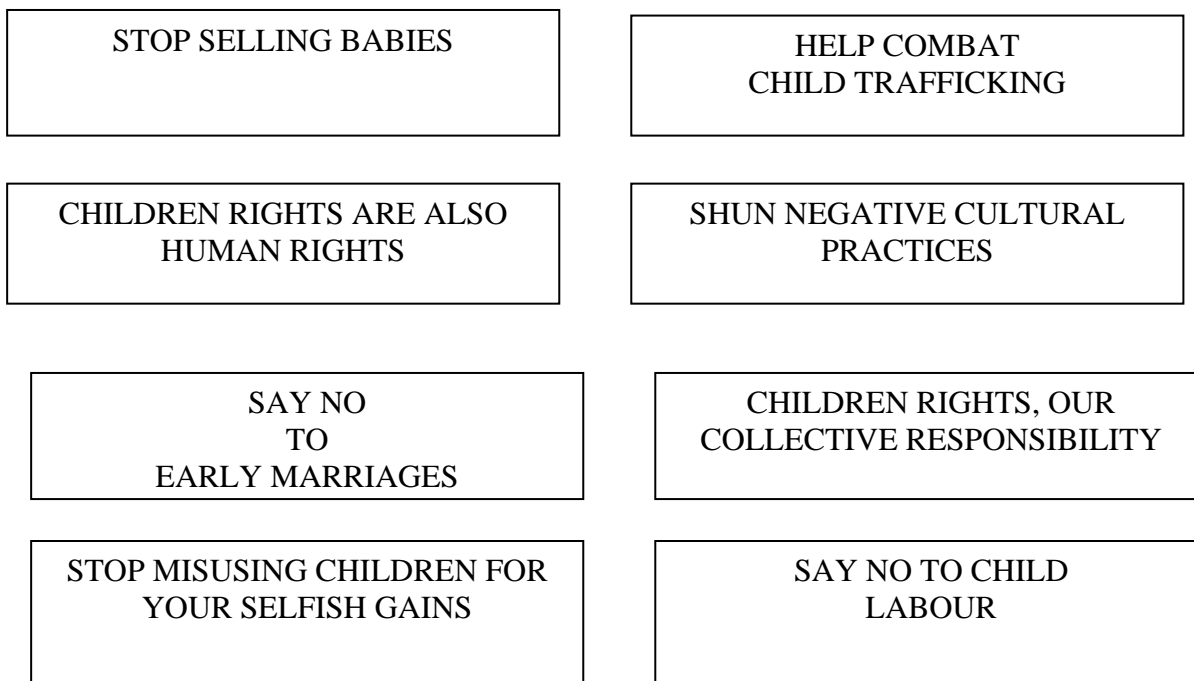 STOP SELLING BABIES
HELP COMBAT
CHILD TRAFFICKING
CHILDREN RIGHTS ARE ALSO
HUMAN RIGHTS
SHUN NEGATIVE CULTURAL
PRACTICES
SAY NO
TO
EARLY MARRIAGES
CHILDREN RIGHTS, OUR
COLLECTIVE RESPONSIBILITY
STOP MISUSING CHILDREN FOR
YOUR SELFISH GAINS
SAY NO TO CHILD
LABOUR